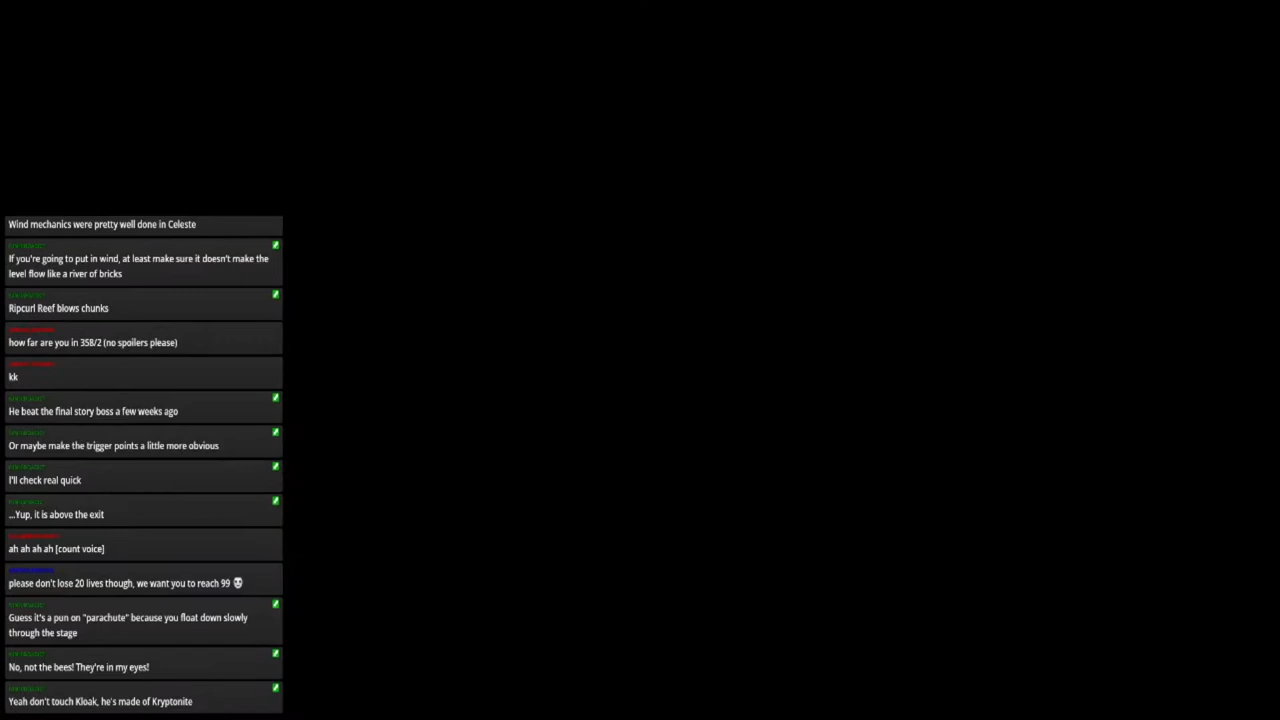 Wind mechanics were pretty well done in Celeste
If you're going to put in wind, at least make sure it doesn't make the
level flow like a river of bricks
Ripcurl Reef blows chunks
how far are you in 358/2 (no spoilers please)
kk
He beat the final story boss a few weeks ago
Or maybe make the trigger points a little more obvious
I'll check real quick
...Yup, it is above the exit
ah ah ah ah [count voice]
please don't lose 20 lives though, we want you to reach 99
Guess it's a pun on "parachute" because you float down slowly
through the stage
No, not the bees! They're in my eyes!
Yeah don't touch Kloak, he's made of Kryptonite